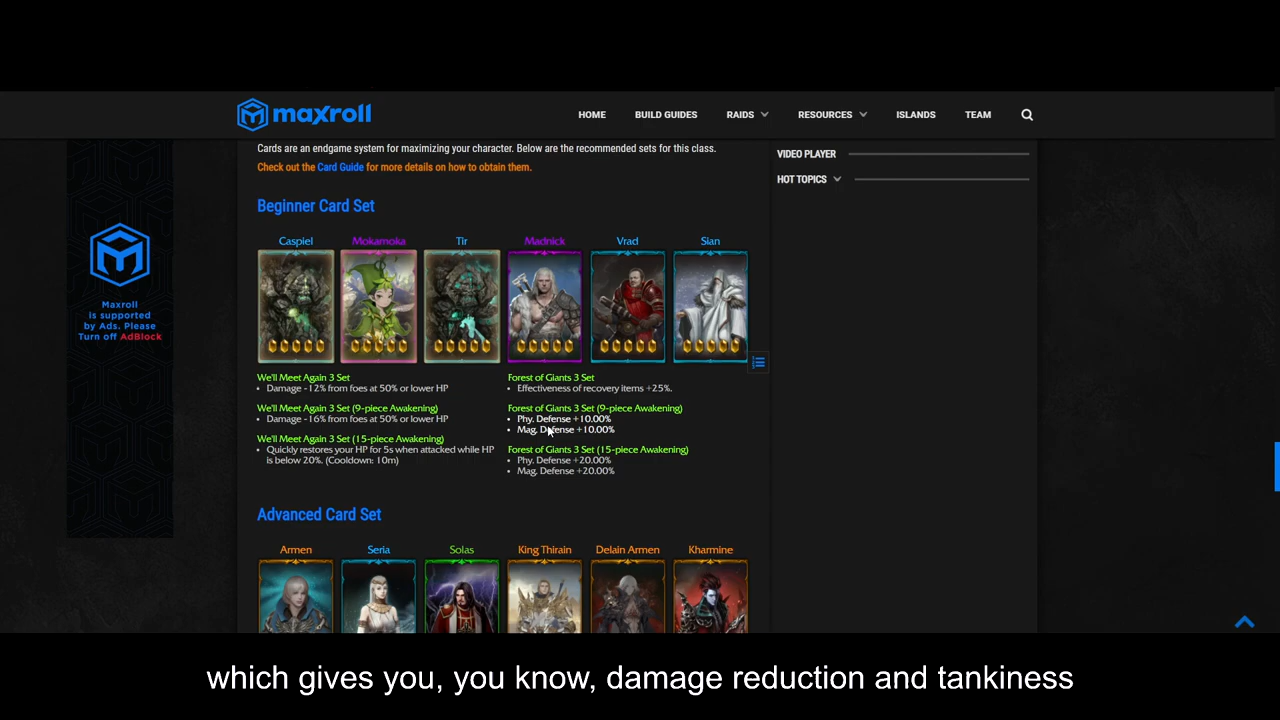 maxroll
HOME
BUILD GUIDES
RAIDS
RESOURCES
ISLANDS
TEAM
Cards are an endgame system for maximizing your character. Below are the recommended sets for this class.
Check out the Card Guide for more details on how to obtain them.
VIDEO PLAYER
HOT TOPICS
Maxroll
is supported
by Ads. Please
Turn off AdBlock
Beginner Card Set
Caspiel
Mokamoka
Tir
Madnick
Vrad
Sian
We'll Meet Again 3 Set
• Damage -12% from foes at 50% or lower HP
We'll Meet Again 3 Set (9-piece Awakening)
• Damage -16% from foes at 50% or lower HP
We'll Meet Again 3 Set (15-piece Awakening)
• Quickly restores your HP for 5s when attacked while HP
is below 20%. (Cooldown: 10m)
Forest of Giants 3 Set
• Effectiveness of recovery items +25%.
Forest of Giants 3 Set (9-piece Awakening)
• Phy. Defense +10.00%
• Mag. Defense +10.00%
Forest of Giants 3 Set (15-piece Awakening)
• Phy. Defense +20.00%
• Mag. Defense +20.00%
Advanced Card Set
Armen
Seria
Solas
King Thirain
Delain Armen
Kharmine
which gives you, you know, damage reduction and tankiness